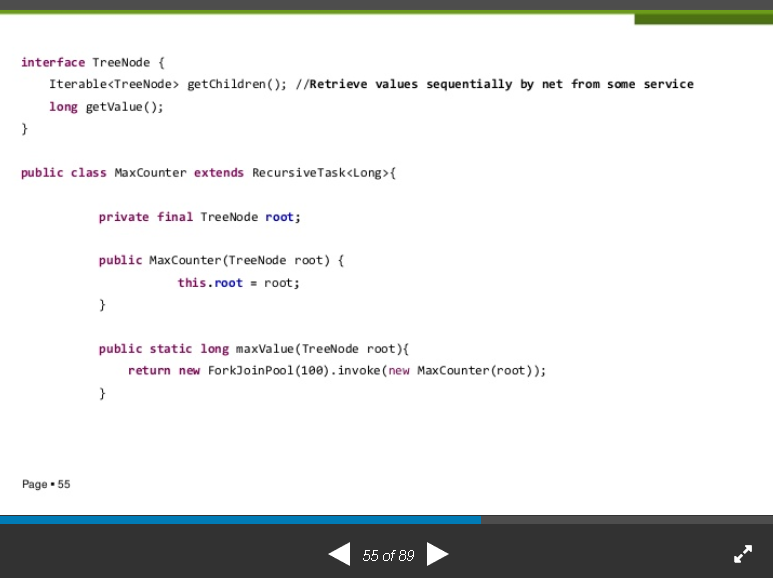 interface TreeNode {
    Iterable<TreeNode> getChildren(); //Retrieve values sequentially by net from some service
    long getValue();
}
public class MaxCounter extends RecursiveTask<Long>{
private final TreeNode root;
public MaxCounter(TreeNode root) {
this.root = root;
}
public static long maxValue(TreeNode root){
return new ForkJoinPool(100).invoke(new MaxCounter(root));
}
Page ▪ 55
55 of 89